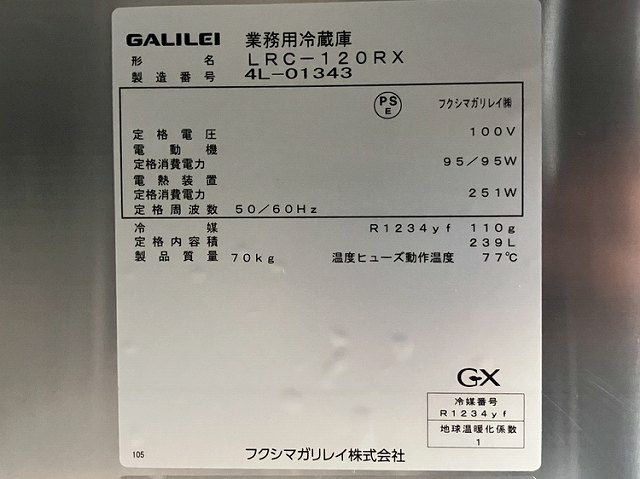 GALILEI 業務用冷蔵庫
形名 LRC-120RX
製造番号 4L-01343
PS E フクシマガリレイ㈱
定格電圧 100V
電動機
定格消費電力 95/95W
電熱装置
定格消費電力 251W
定格周波数 50/60Hz
冷媒 R1234yf 110g
定格内容積 239L
製品質量 70kg 温度ヒューズ動作温度 77℃
GX
冷媒番号
R1234yf
地球温暖化係数
1
105 フクシマガリレイ株式会社